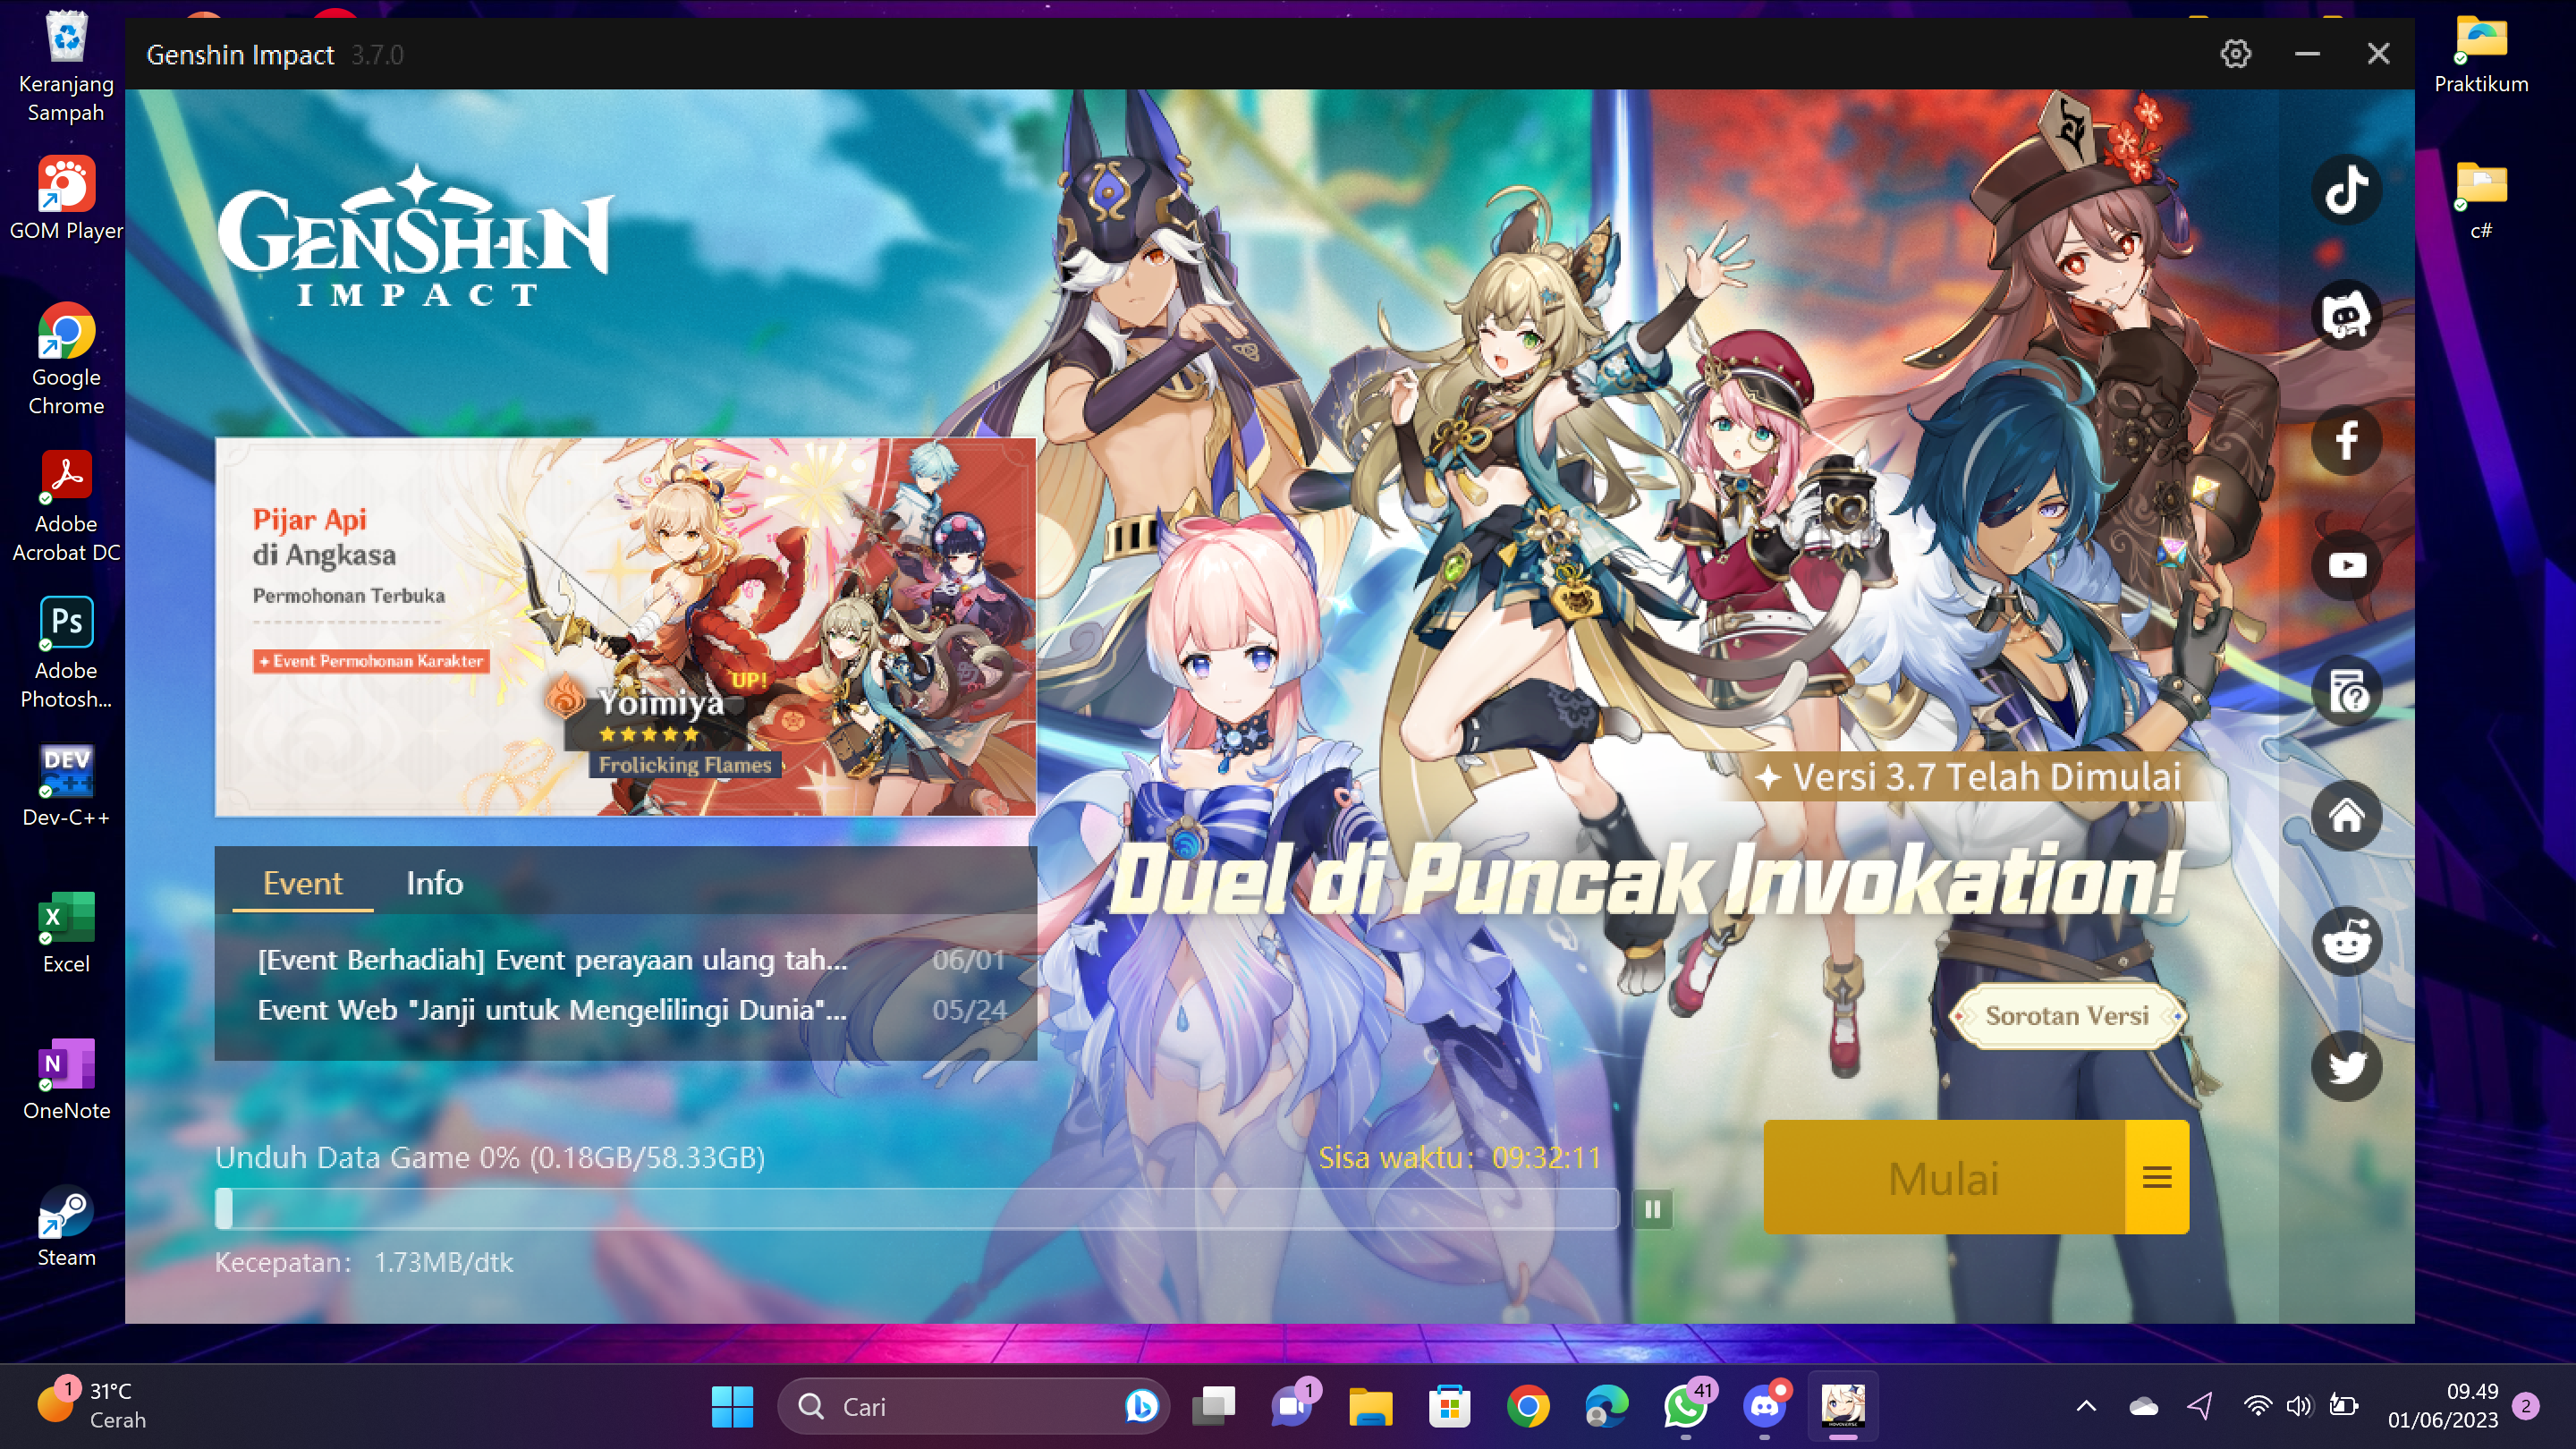 Keranjang
Sampah
GOM Player
Google
Chrome
Adobe
Acrobat DC
Ps
Adobe
Photosh...
DEV
C++
Dev-C++
X
Excel
N
OneNote
Steam
Genshin Impact 3.7.0
GENSHIN
IMPACT
Pijar Api
di Angkasa
Permohonan Terbuka
Event Permohonan Karakter
UP!
Yoimiya
Frolicking Flames
Event Info
[Event Berhadiah] Event perayaan ulang tah... 06/01
Event Web "Janji untuk Mengelilingi Dunia"... 05/24
Versi 3.7 Telah Dimulai
Duel di Puncak Invokation!
Sorotan Versi
Unduh Data Game 0% (0.18GB/58.33GB)
Sisa waktu: 09:32:11
Kecepatan: 1.73MB/dtk
Mulai
Praktikum
c#
1
31°C
Cerah
Cari
1
41
09.49
01/06/2023
2